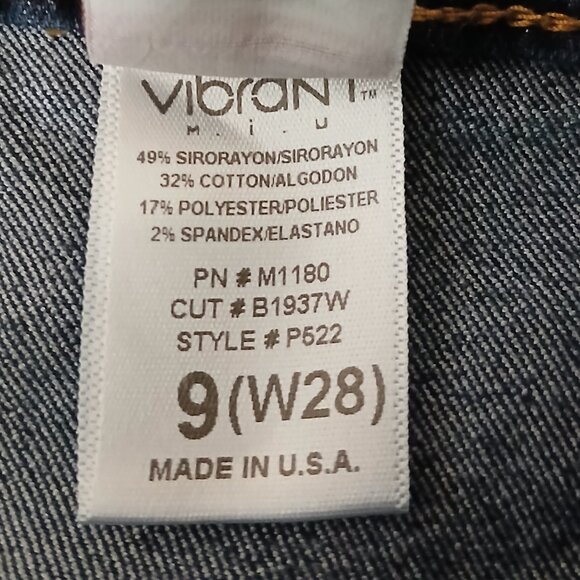 VIbRANT™
M.i.U
49% SIRORAYON/SIRORAYON
32% COTTON/ALGODON
17% POLYESTER/POLIESTER
2% SPANDEX/ELASTANO
PN # M1180
CUT # B1937W
STYLE # P522
9 (W28)
MADE IN U.S.A.